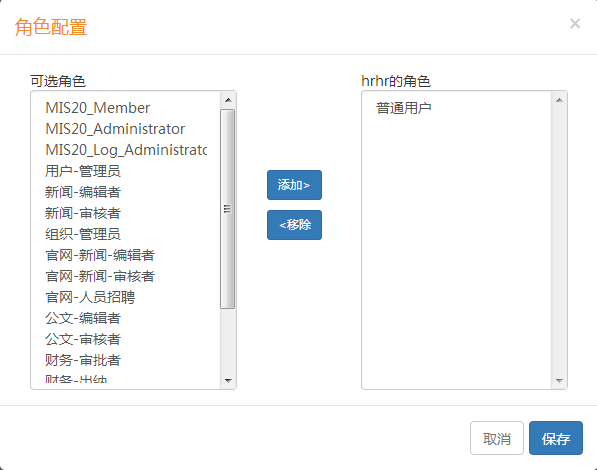 角色配置
×
可选角色
MIS20_Member
MIS20_Administrator
MIS20_Log_Administrato
用户-管理员
新闻-编辑者
新闻-审核者
组织-管理员
官网-新闻-编辑者
官网-新闻-审核者
官网-人员招聘
公文-编辑者
公文-审核者
财务-审批者
财务-出纳
添加>
<移除
hrhr的角色
普通用户
取消
保存